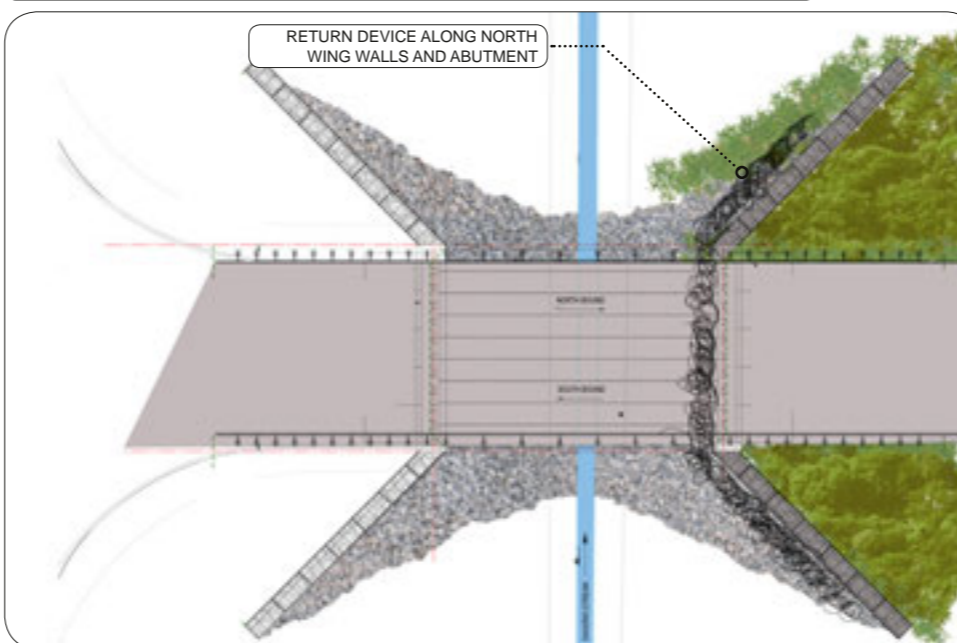 RETURN DEVICE ALONG NORTH
WING WALLS AND ABUTMENT
NORTH BOUND
SOUTH BOUND